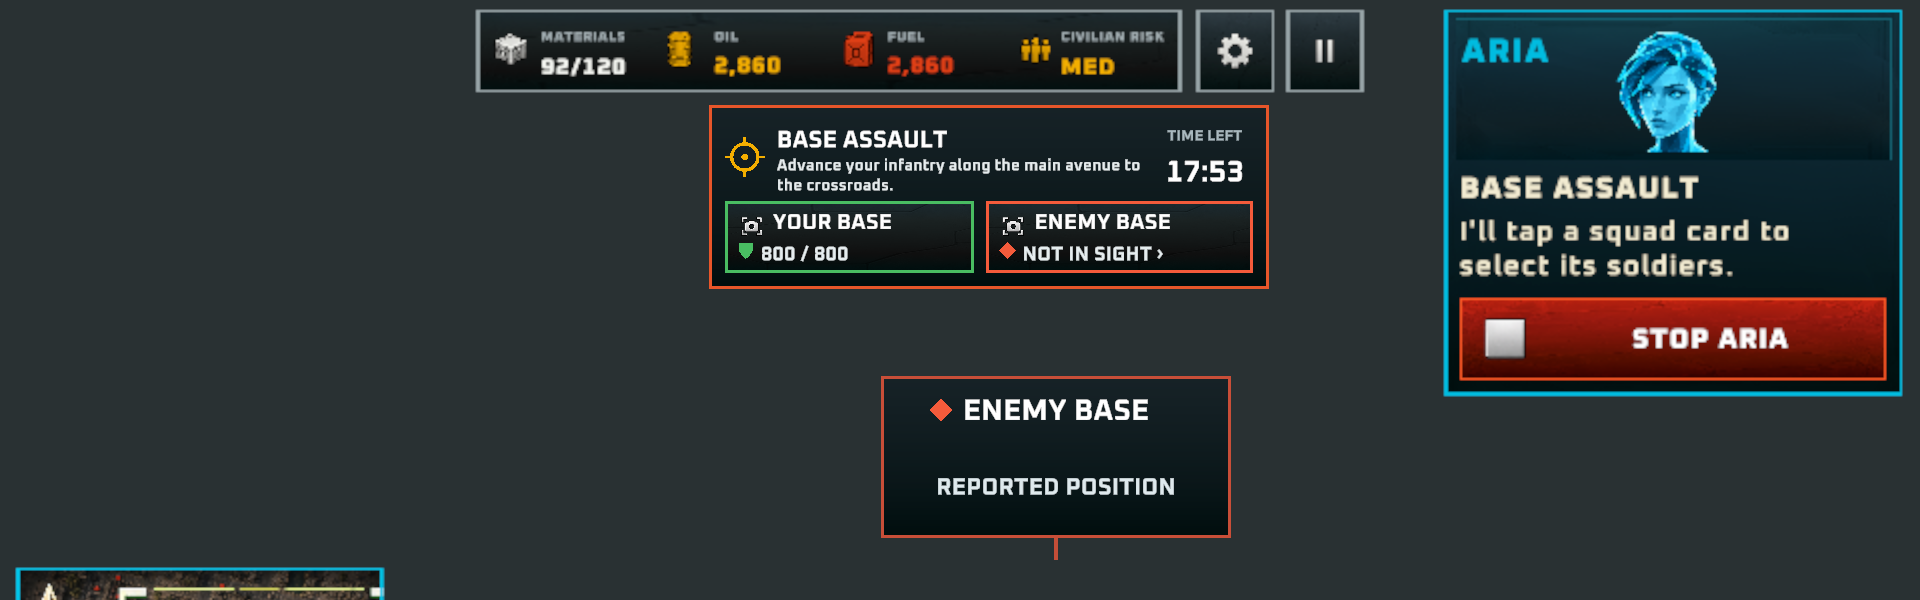 MATERIALS
92/120
OIL
2,860
FUEL
2,860
CIVILIAN RISK
MED
BASE ASSAULT
Advance your infantry along the main avenue to
the crossroads.
TIME LEFT
17:53
YOUR BASE
800 / 800
ENEMY BASE
NOT IN SIGHT ›
ENEMY BASE
REPORTED POSITION
ARIA
BASE ASSAULT
I'll tap a squad card to
select its soldiers.
STOP ARIA